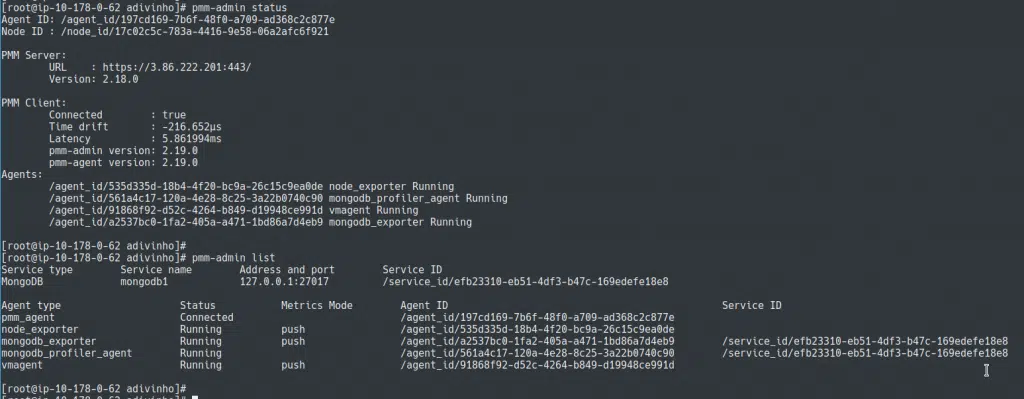 [root@ip-10-178-0-62 adivinho]# pmm-admin status
Agent ID: /agent_id/197cd169-7b6f-48f0-a709-ad368c2c877e
Node ID : /node_id/17c02c5c-783a-4416-9e58-06a2afc6f921
PMM Server:
URL : https://3.86.222.201:443/
Version: 2.18.0
PMM Client:
Connected : true
Time drift : -216.652µs
Latency : 5.861994ms
pmm-admin version: 2.19.0
pmm-agent version: 2.19.0
Agents:
/agent_id/535d335d-18b4-4f20-bc9a-26c15c9ea0de node_exporter Running
/agent_id/561a4c17-120a-4e28-8c25-3a22b0740c90 mongodb_profiler_agent Running
/agent_id/91868f92-d52c-4264-b849-d19948ce991d vmagent Running
/agent_id/a2537bc0-1fa2-405a-a471-1bd86a7d4eb9 mongodb_exporter Running
[root@ip-10-178-0-62 adivinho]#
[root@ip-10-178-0-62 adivinho]# pmm-admin list
Service type Service name Address and port Service ID
MongoDB mongodb1 127.0.0.1:27017 /service_id/efb23310-eb51-4df3-b47c-169edefe18e8
Agent type Status Metrics Mode Agent ID Service ID
pmm_agent Connected /agent_id/197cd169-7b6f-48f0-a709-ad368c2c877e
node_exporter Running push /agent_id/535d335d-18b4-4f20-bc9a-26c15c9ea0de
mongodb_exporter Running push /agent_id/a2537bc0-1fa2-405a-a471-1bd86a7d4eb9 /service_id/efb23310-eb51-4df3-b47c-169edefe18e8
mongodb_profiler_agent Running /agent_id/561a4c17-120a-4e28-8c25-3a22b0740c90 /service_id/efb23310-eb51-4df3-b47c-169edefe18e8
vmagent Running push /agent_id/91868f92-d52c-4264-b849-d19948ce991d
[root@ip-10-178-0-62 adivinho]#
[root@ip-10-178-0-62 adivinho]#